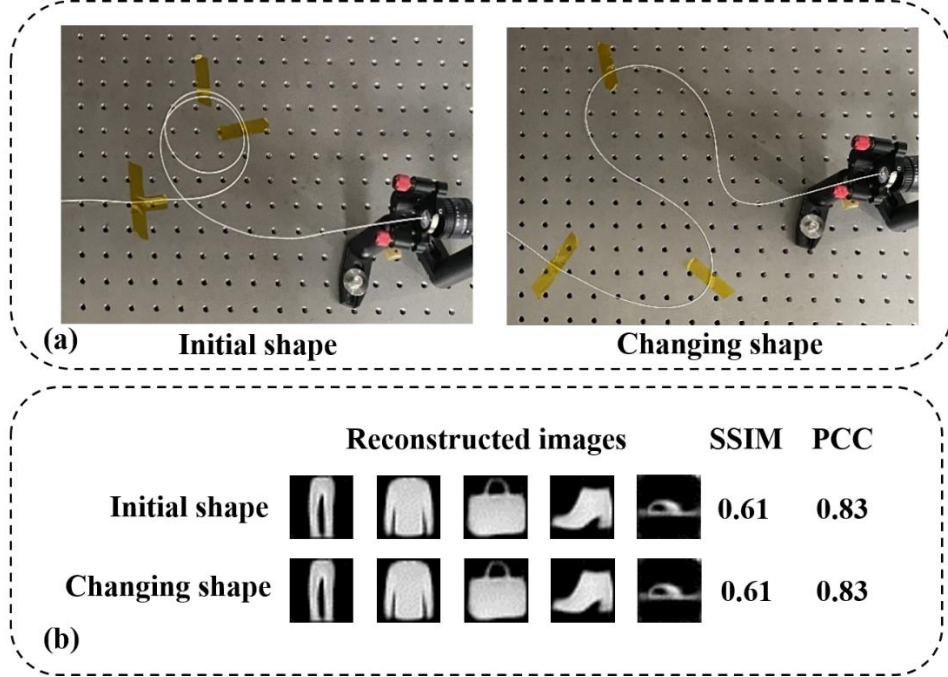 (a)
Initial shape
Changing shape
Reconstructed images SSIM PCC
Initial shape 0.61 0.83
Changing shape 0.61 0.83
(b)